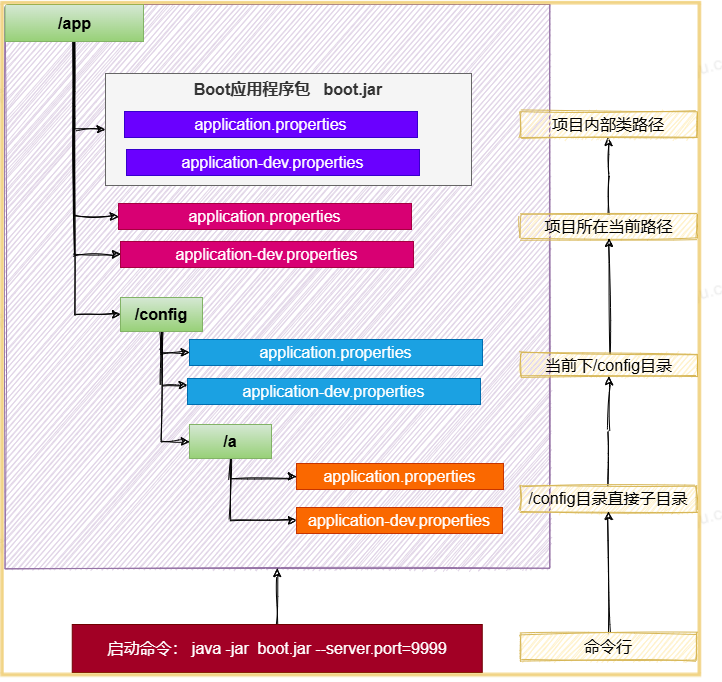 /app
Boot应用程序包 boot.jar
application.properties
application-dev.properties
application.properties
application-dev.properties
/config
application.properties
application-dev.properties
/a
application.properties
application-dev.properties
启动命令： java -jar boot.jar --server.port=9999
项目内部类路径
项目所在当前路径
当前下/config目录
/config目录直接子目录
命令行